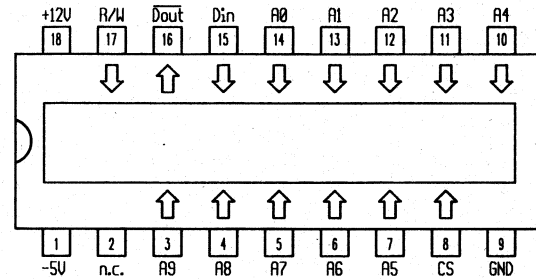 +12V R/W D̅o̅u̅t̅ Din A0 A1 A2 A3 A4
18 17 16 15 14 13 12 11 10
1 2 3 4 5 6 7 8 9
-5V n.c. A9 A8 A7 A6 A5 CS GND